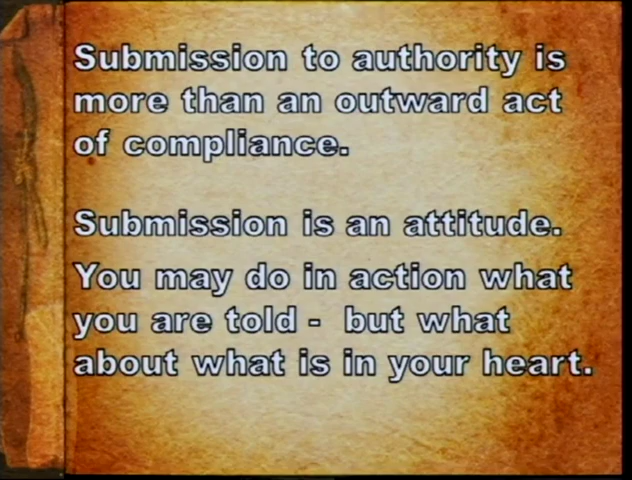 Submission to authority is
more than an outward act
of compliance.
Submission is an attitude.
You may do in action what
you are told - but what
about what is in your heart.